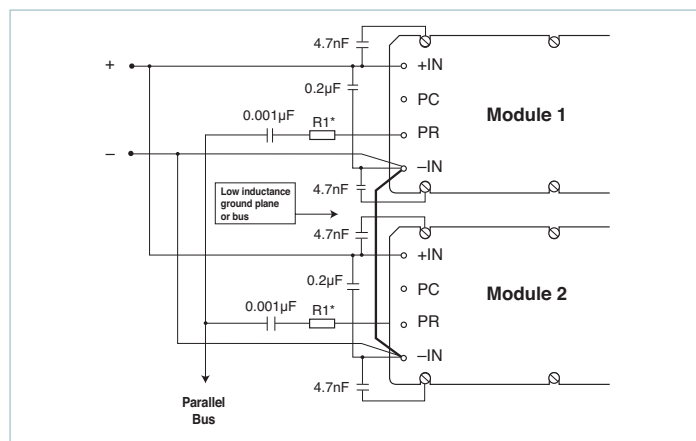 4.7nF
+
+IN
0.2µF
PC
Module 1
0.001µF
R1*
PR
–
–IN
4.7nF
Low inductance
ground plane
or bus
4.7nF
+IN
0.2µF
PC
Module 2
0.001µF
R1*
PR
–IN
4.7nF
Parallel
Bus